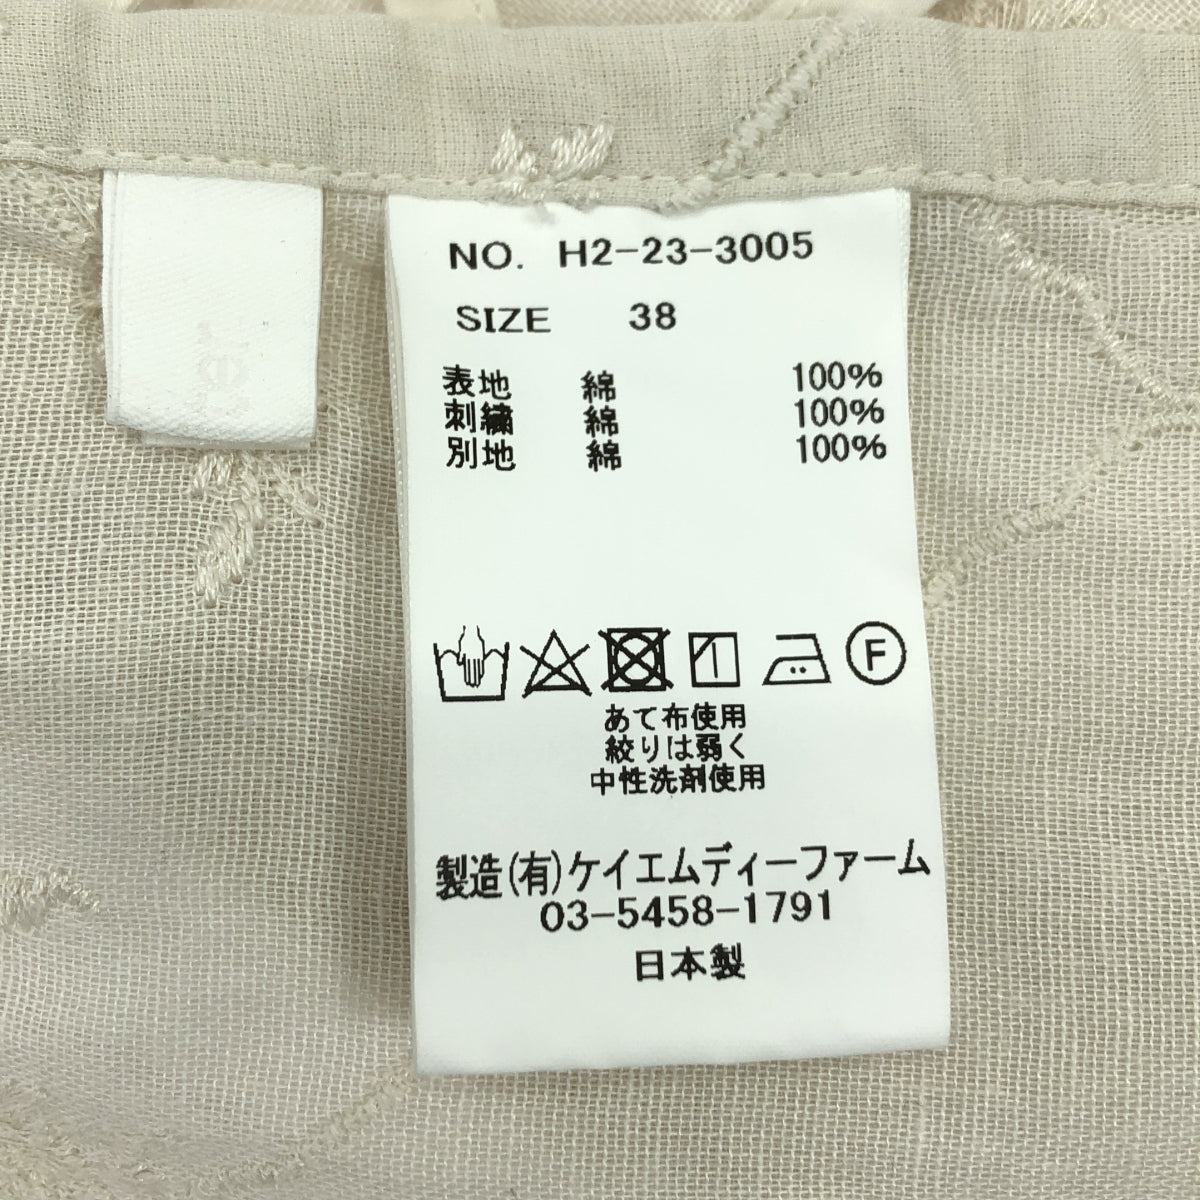 NO. H2-23-3005
SIZE 38
表地 綿 100%
刺繍 綿 100%
別地 綿 100%
F
あて布使用
絞りは弱く
中性洗剤使用
製造(有)ケイエムディーファーム
03-5458-1791
日本製